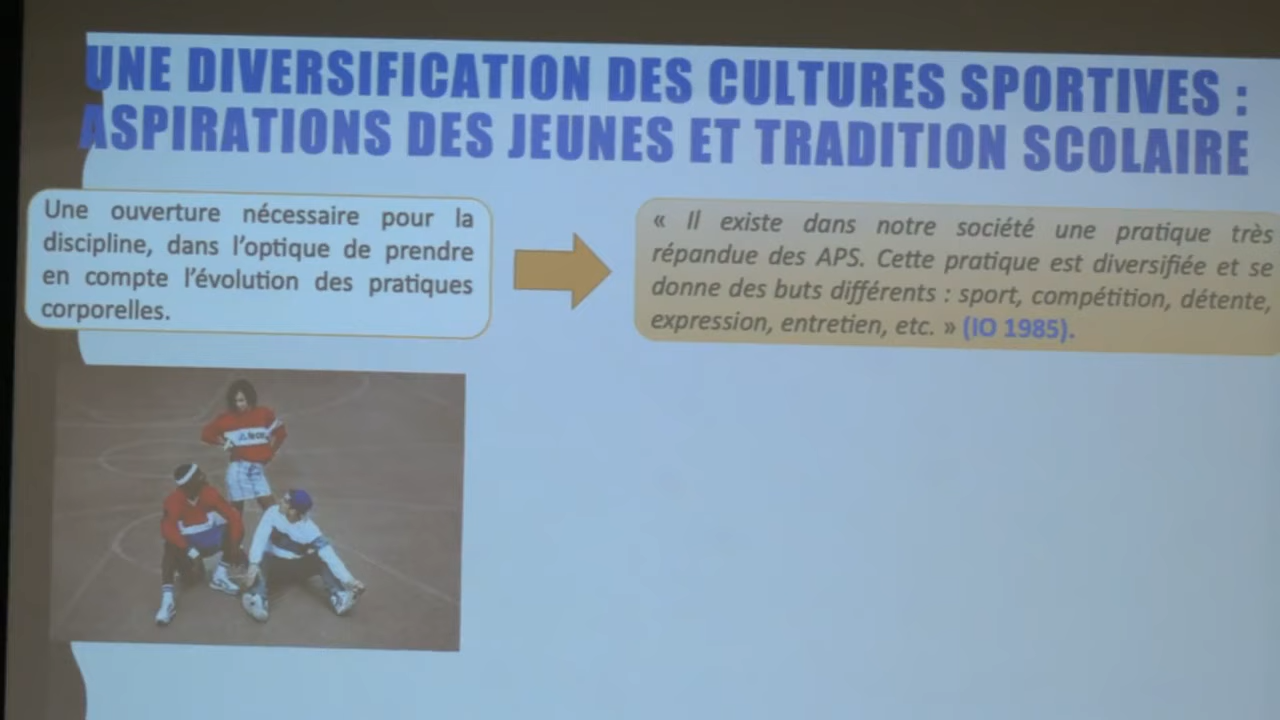 UNE DIVERSIFICATION DES CULTURES SPORTIVES :
ASPIRATIONS DES JEUNES ET TRADITION SCOLAIRE
Une ouverture nécessaire pour la
discipline, dans l’optique de prendre
en compte l’évolution des pratiques
corporelles.
« Il existe dans notre société une pratique très
répandue des APS. Cette pratique est diversifiée et se
donne des buts différents : sport, compétition, détente,
expression, entretien, etc. » (IO 1985).